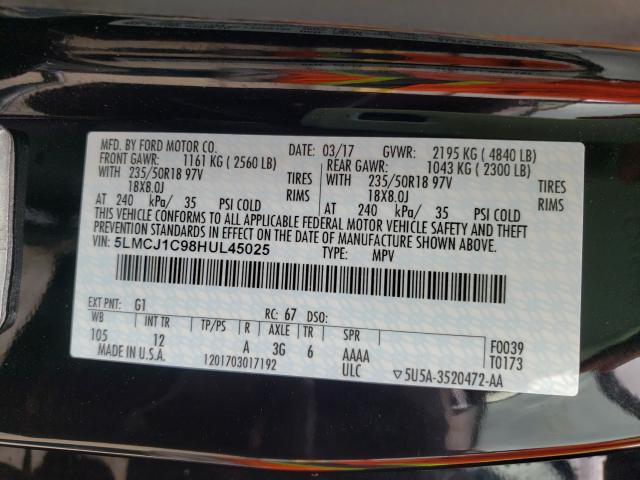 MFD. BY FORD MOTOR CO.
DATE: 03/17 GVWR: 2195 KG ( 4840 LB)
FRONT GAWR: 1161 KG ( 2560 LB) REAR GAWR: 1043 KG ( 2300 LB)
WITH 235/50R18 97V TIRES WITH 235/50R18 97V TIRES
18X8.0J RIMS 18X8.0J RIMS
AT 240 kPa/ 35 PSI COLD AT 240 kPa/ 35 PSI COLD
THIS VEHICLE CONFORMS TO ALL APPLICABLE FEDERAL MOTOR VEHICLE SAFETY AND THEFT
PREVENTION STANDARDS IN EFFECT ON THE DATE OF MANUFACTURE SHOWN ABOVE.
VIN: 5LMCJ1C98HUL45025 TYPE: MPV
EXT PNT: G1 RC: 67 DSO:
WB INT TR TP/PS R AXLE TR SPR F0039
105 12 A 3G 6 AAAA T0173
MADE IN U.S.A. 1201703017192 ULC ▽5U5A-3520472-AA